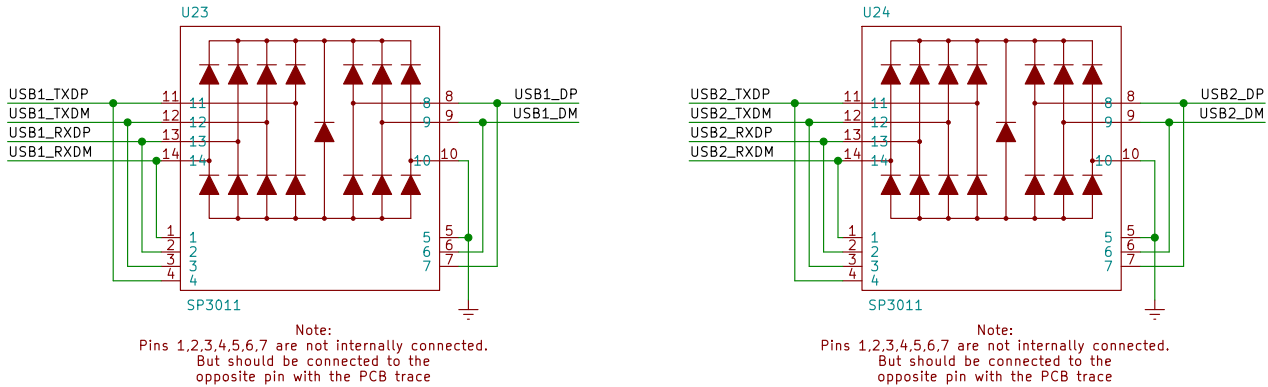 U23
USB1_TXDP 11 11 8 8 USB1_DP
USB1_TXDM 12 12 9 9 USB1_DM
USB1_RXDP 13 13
USB1_RXDM 14 14 10 10
1 1 5 5
2 2 6 6
3 3 7 7
4 4
SP3011
Note:
Pins 1,2,3,4,5,6,7 are not internally connected.
But should be connected to the
opposite pin with the PCB trace
U24
USB2_TXDP 11 11 8 8 USB2_DP
USB2_TXDM 12 12 9 9 USB2_DM
USB2_RXDP 13 13
USB2_RXDM 14 14 10 10
1 1 5 5
2 2 6 6
3 3 7 7
4 4
SP3011
Note:
Pins 1,2,3,4,5,6,7 are not internally connected.
But should be connected to the
opposite pin with the PCB trace